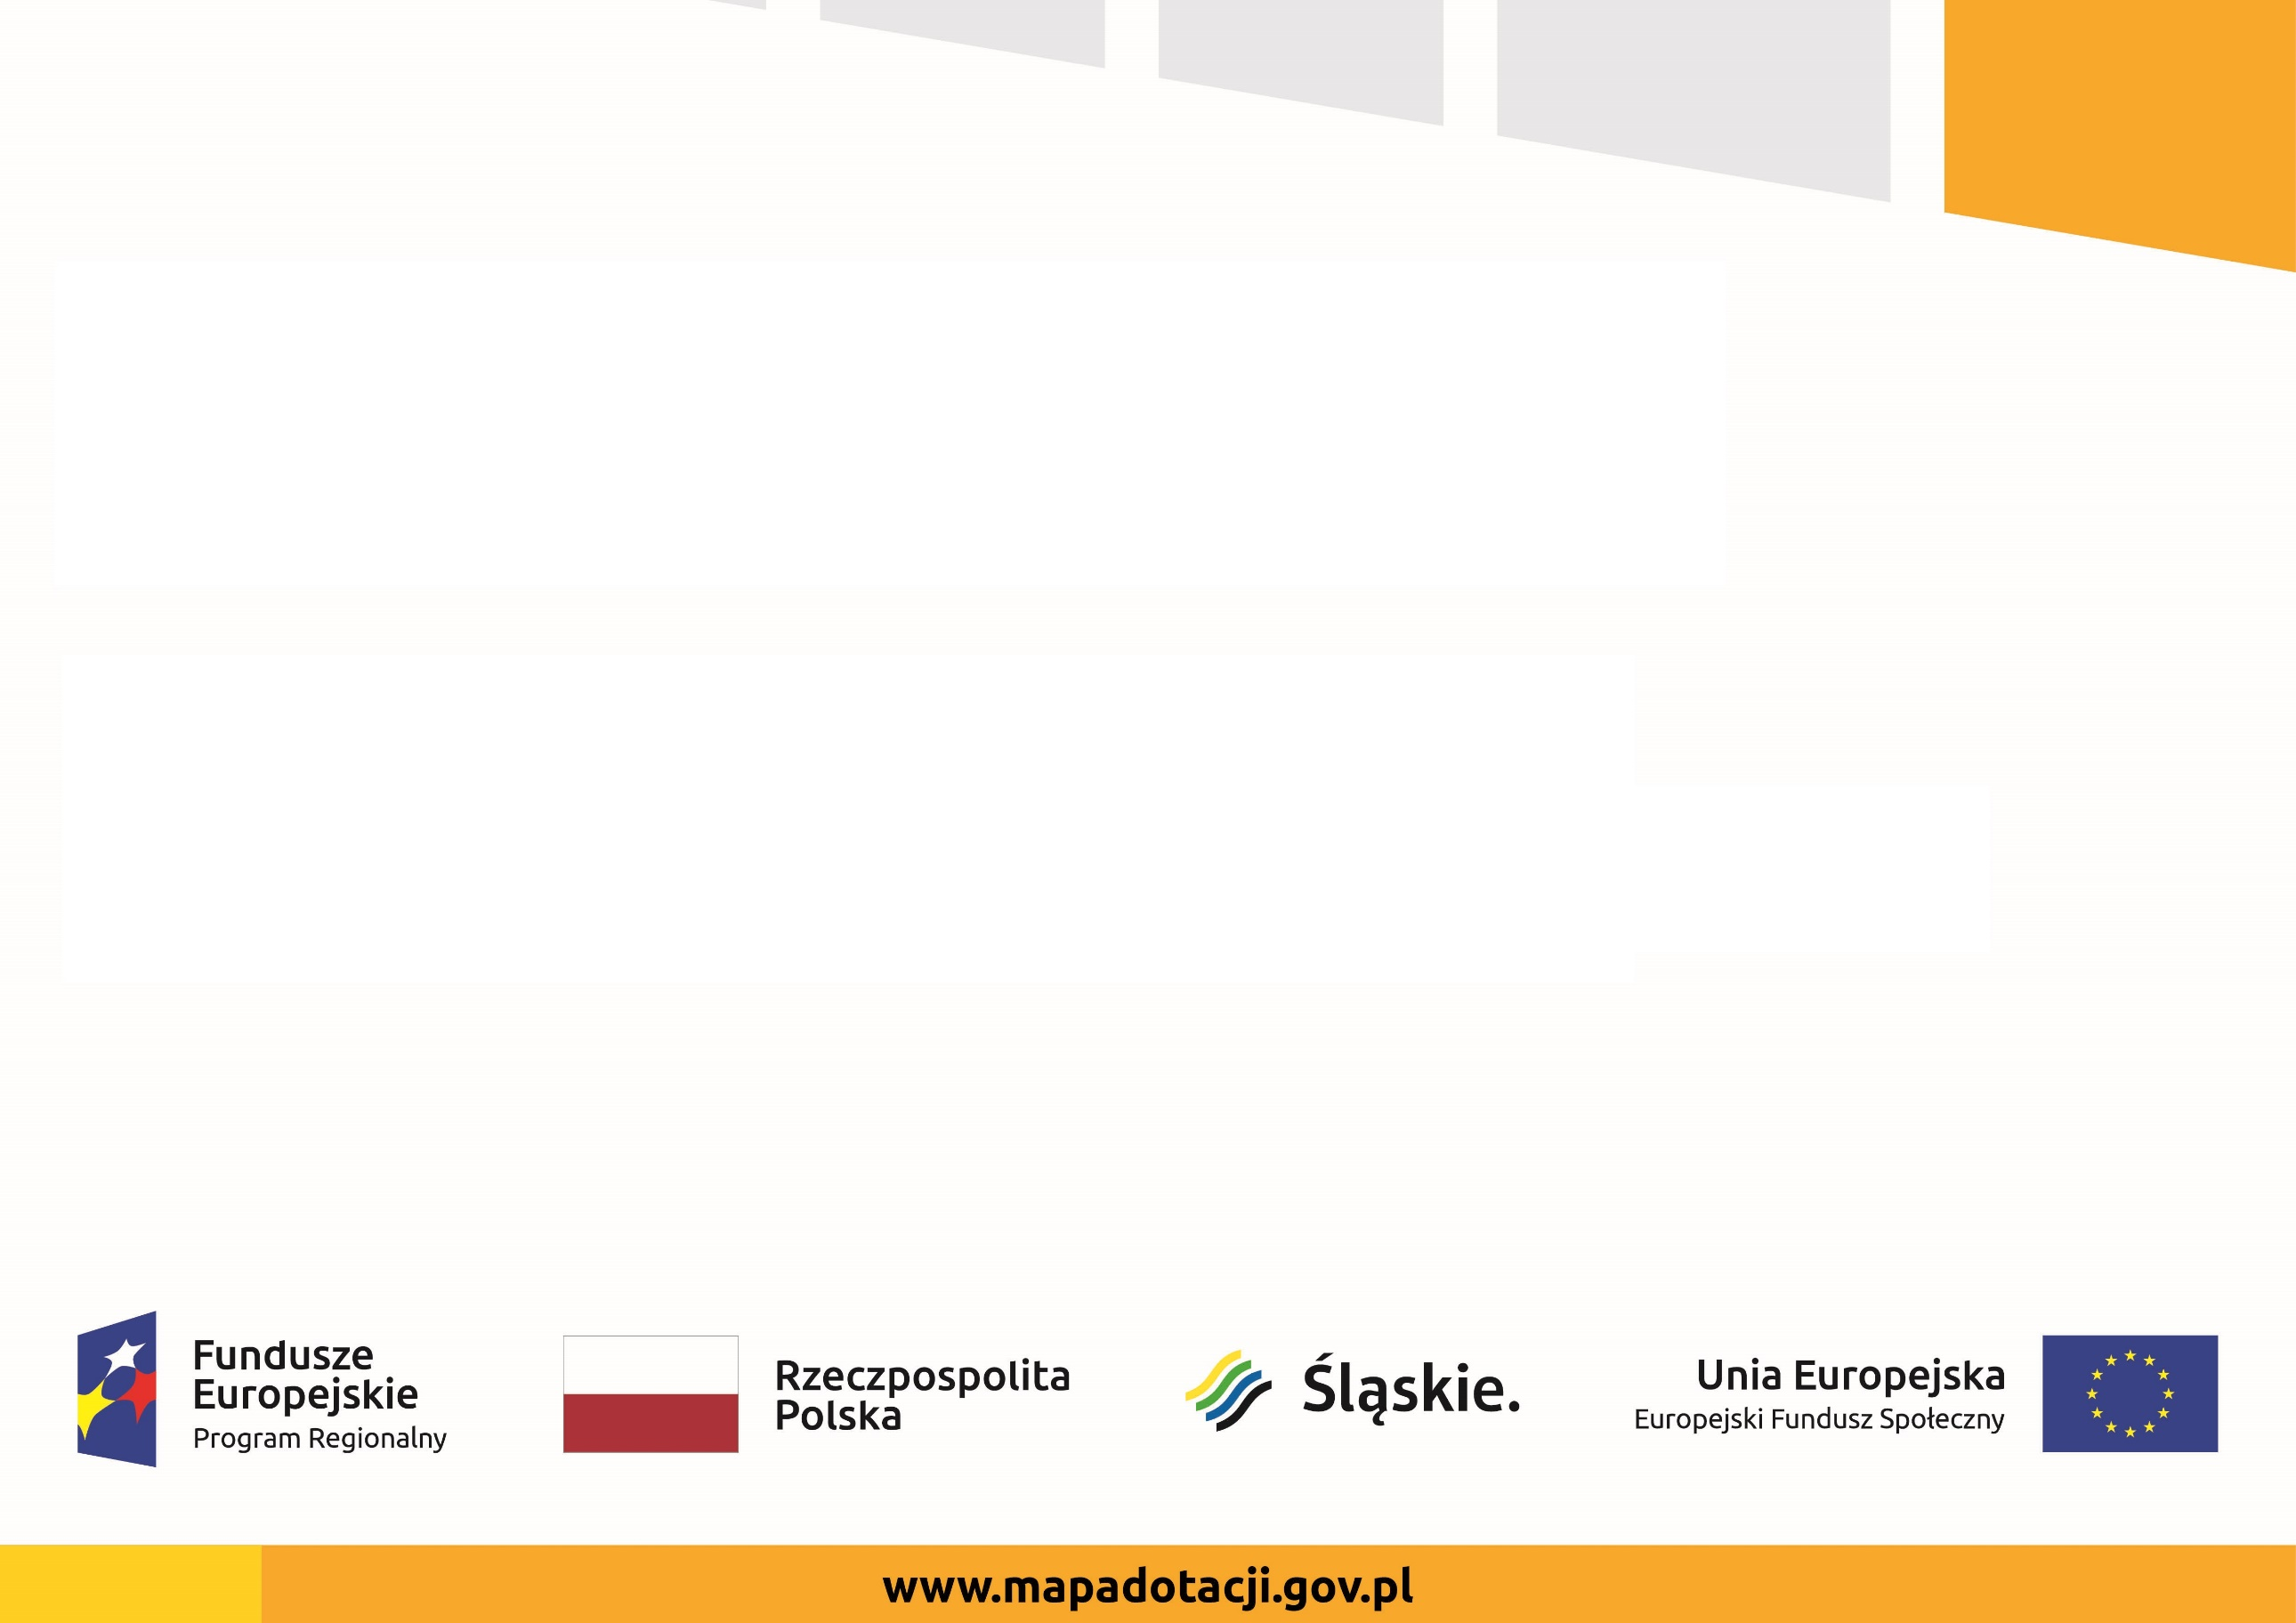 Fundusze
Europejskie
Program Regionalny
Rzeczpospolita
Polska
Śląskie.
Unia Europejska
Europejski Fundusz Społeczny
www.mapadotacji.gov.pl